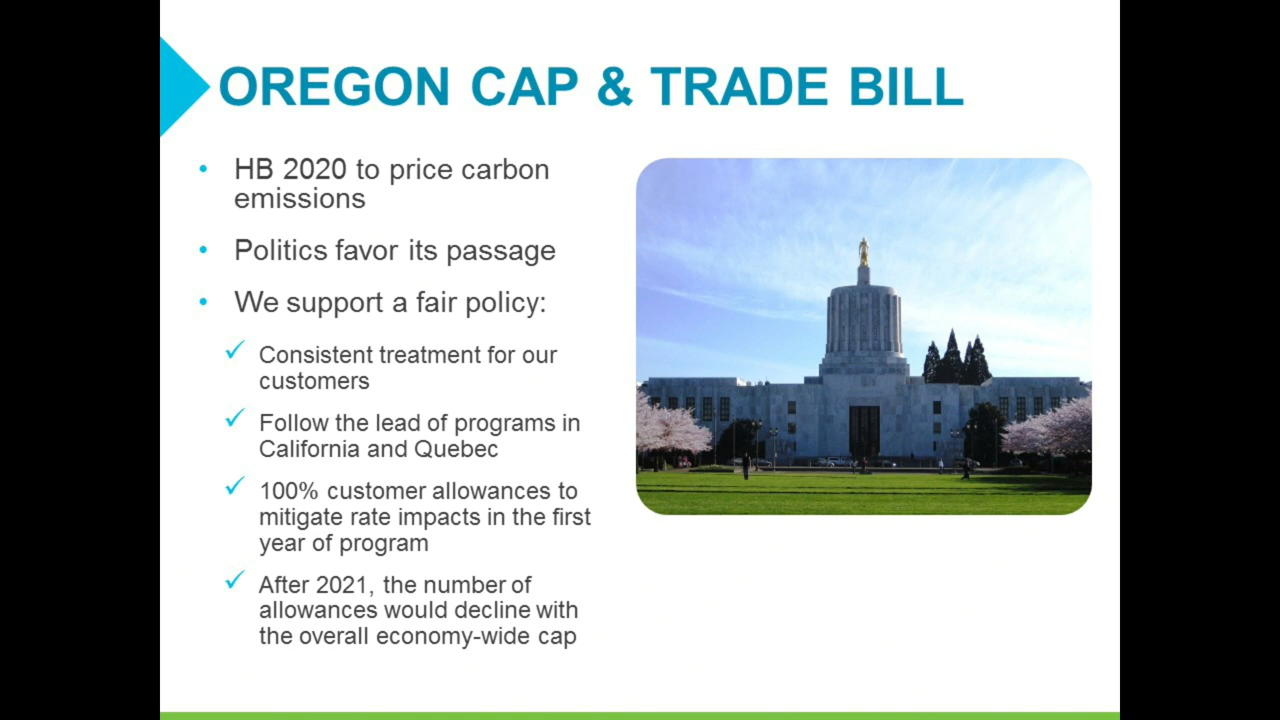 OREGON CAP & TRADE BILL
• HB 2020 to price carbon
emissions
• Politics favor its passage
• We support a fair policy:
✓ Consistent treatment for our
customers
✓ Follow the lead of programs in
California and Quebec
✓ 100% customer allowances to
mitigate rate impacts in the first
year of program
✓ After 2021, the number of
allowances would decline with
the overall economy-wide cap